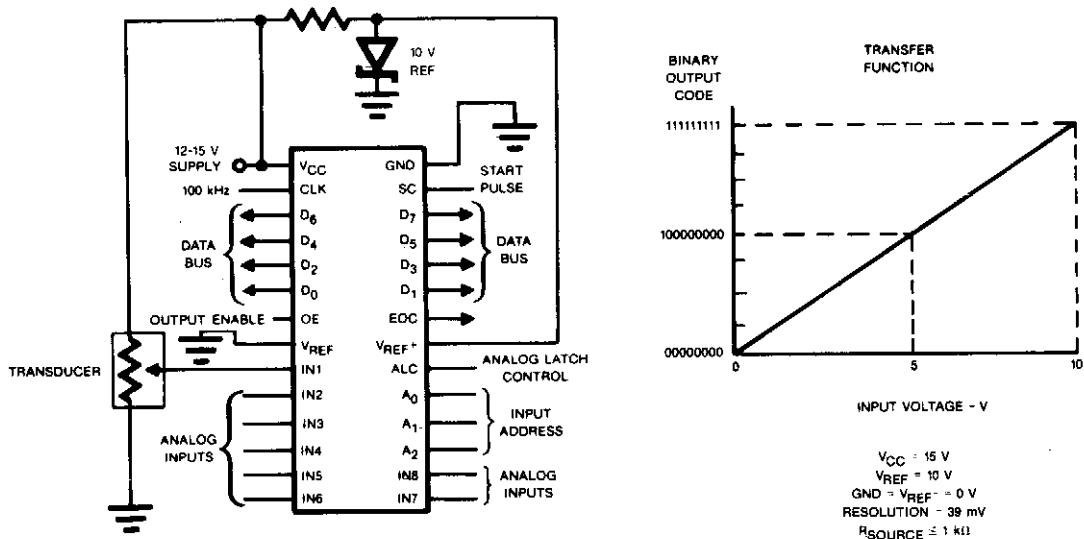 10 V
REF
12-15 V
SUPPLY
VCC
GND
START
PULSE
100 kHz
CLK
SC
D6
D7
D4
D5
DATA
BUS
DATA
BUS
D2
D3
D0
D1
OUTPUT ENABLE
OE
EOC
VREF
VREF+
TRANSDUCER
IN1
ALC
ANALOG LATCH
CONTROL
IN2
A0
IN3
A1
INPUT
ADDRESS
ANALOG
INPUTS
IN4
A2
IN5
IN8
ANALOG
INPUTS
IN6
IN7
TRANSFER
FUNCTION
BINARY
OUTPUT
CODE
111111111
100000000
00000000
0
5
10
INPUT VOLTAGE - V
VCC = 15 V
VREF = 10 V
GND = VREF- = 0 V
RESOLUTION - 39 mV
RSOURCE ≤ 1 kΩ